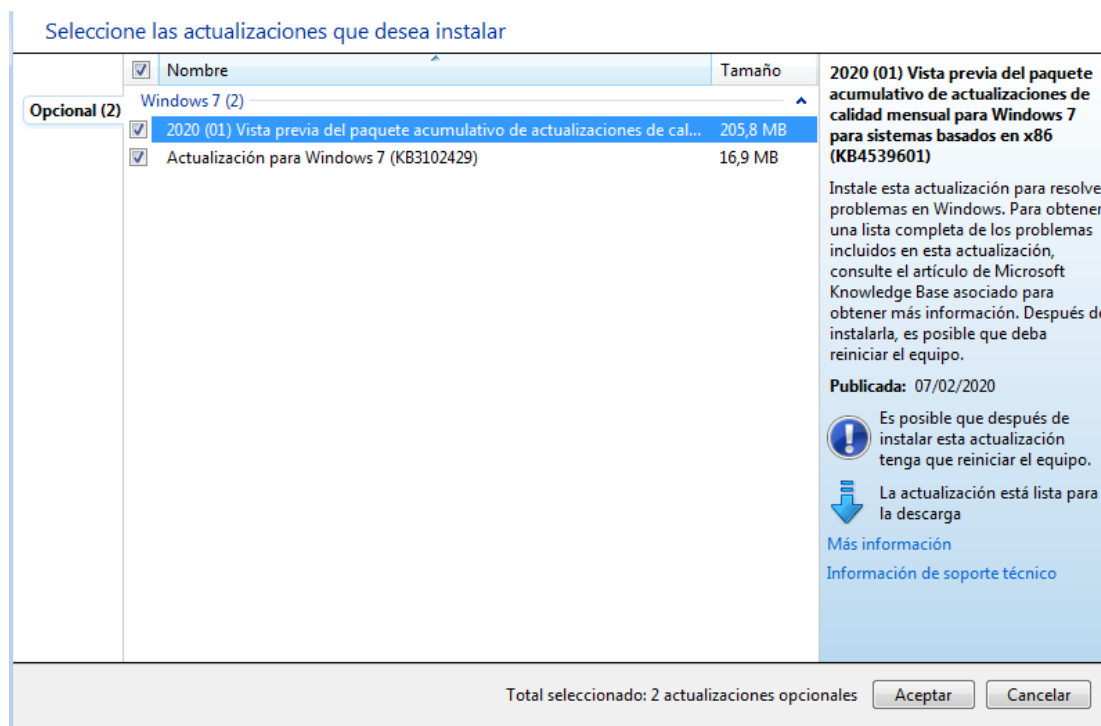 Seleccione las actualizaciones que desea instalar
Nombre
Tamaño
Opcional (2)
Windows 7 (2)
2020 (01) Vista previa del paquete acumulativo de actualizaciones de cal... 205,8 MB
Actualización para Windows 7 (KB3102429) 16,9 MB
2020 (01) Vista previa del paquete
acumulativo de actualizaciones de
calidad mensual para Windows 7
para sistemas basados en x86
(KB4539601)
Instale esta actualización para resolve
problemas en Windows. Para obtener
una lista completa de los problemas
incluidos en esta actualización,
consulte el artículo de Microsoft
Knowledge Base asociado para
obtener más información. Después de
instalarla, es posible que deba
reiniciar el equipo.
Publicada: 07/02/2020
Es posible que después de
instalar esta actualización
tenga que reiniciar el equipo.
La actualización está lista para
la descarga
Más información
Información de soporte técnico
Total seleccionado: 2 actualizaciones opcionales
Aceptar
Cancelar